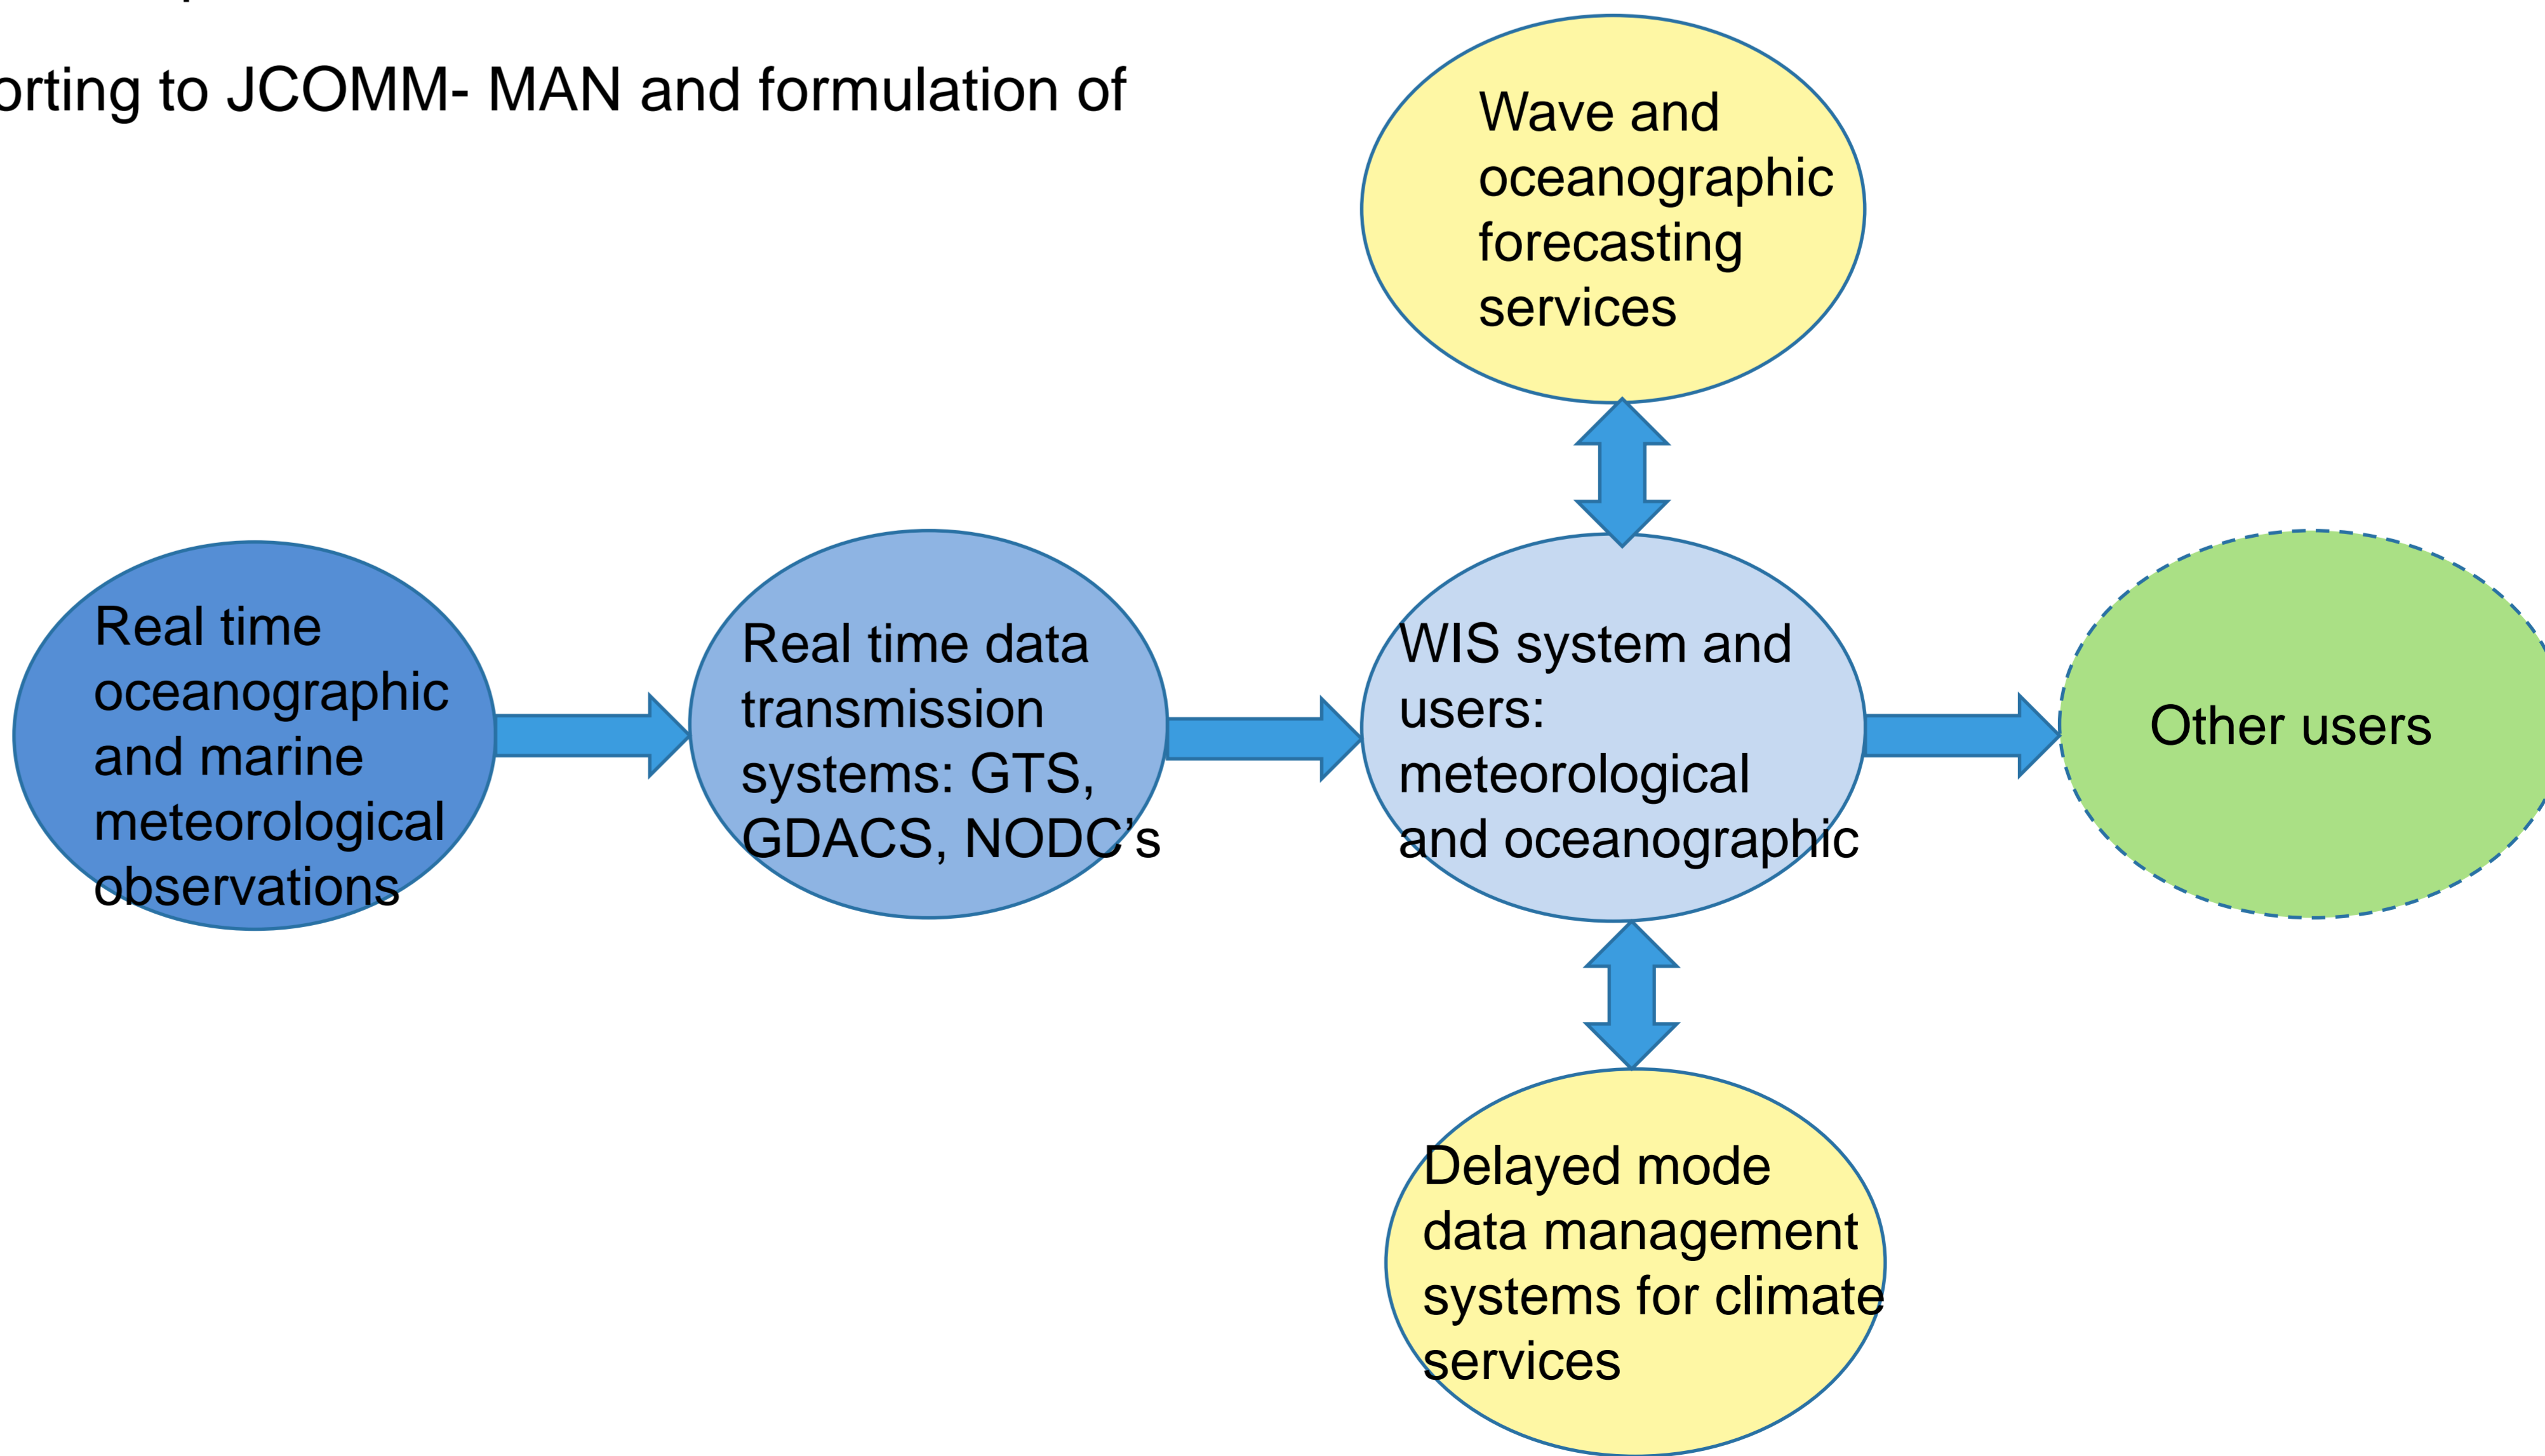 orting to JCOMM- MAN and formulation of
Wave and
oceanographic
forecasting
services
Real time
oceanographic
and marine
meteorological
observations
Real time data
transmission
systems: GTS,
GDACS, NODC’s
WIS system and
users:
meteorological
and oceanographic
Other users
Delayed mode
data management
systems for climate
services